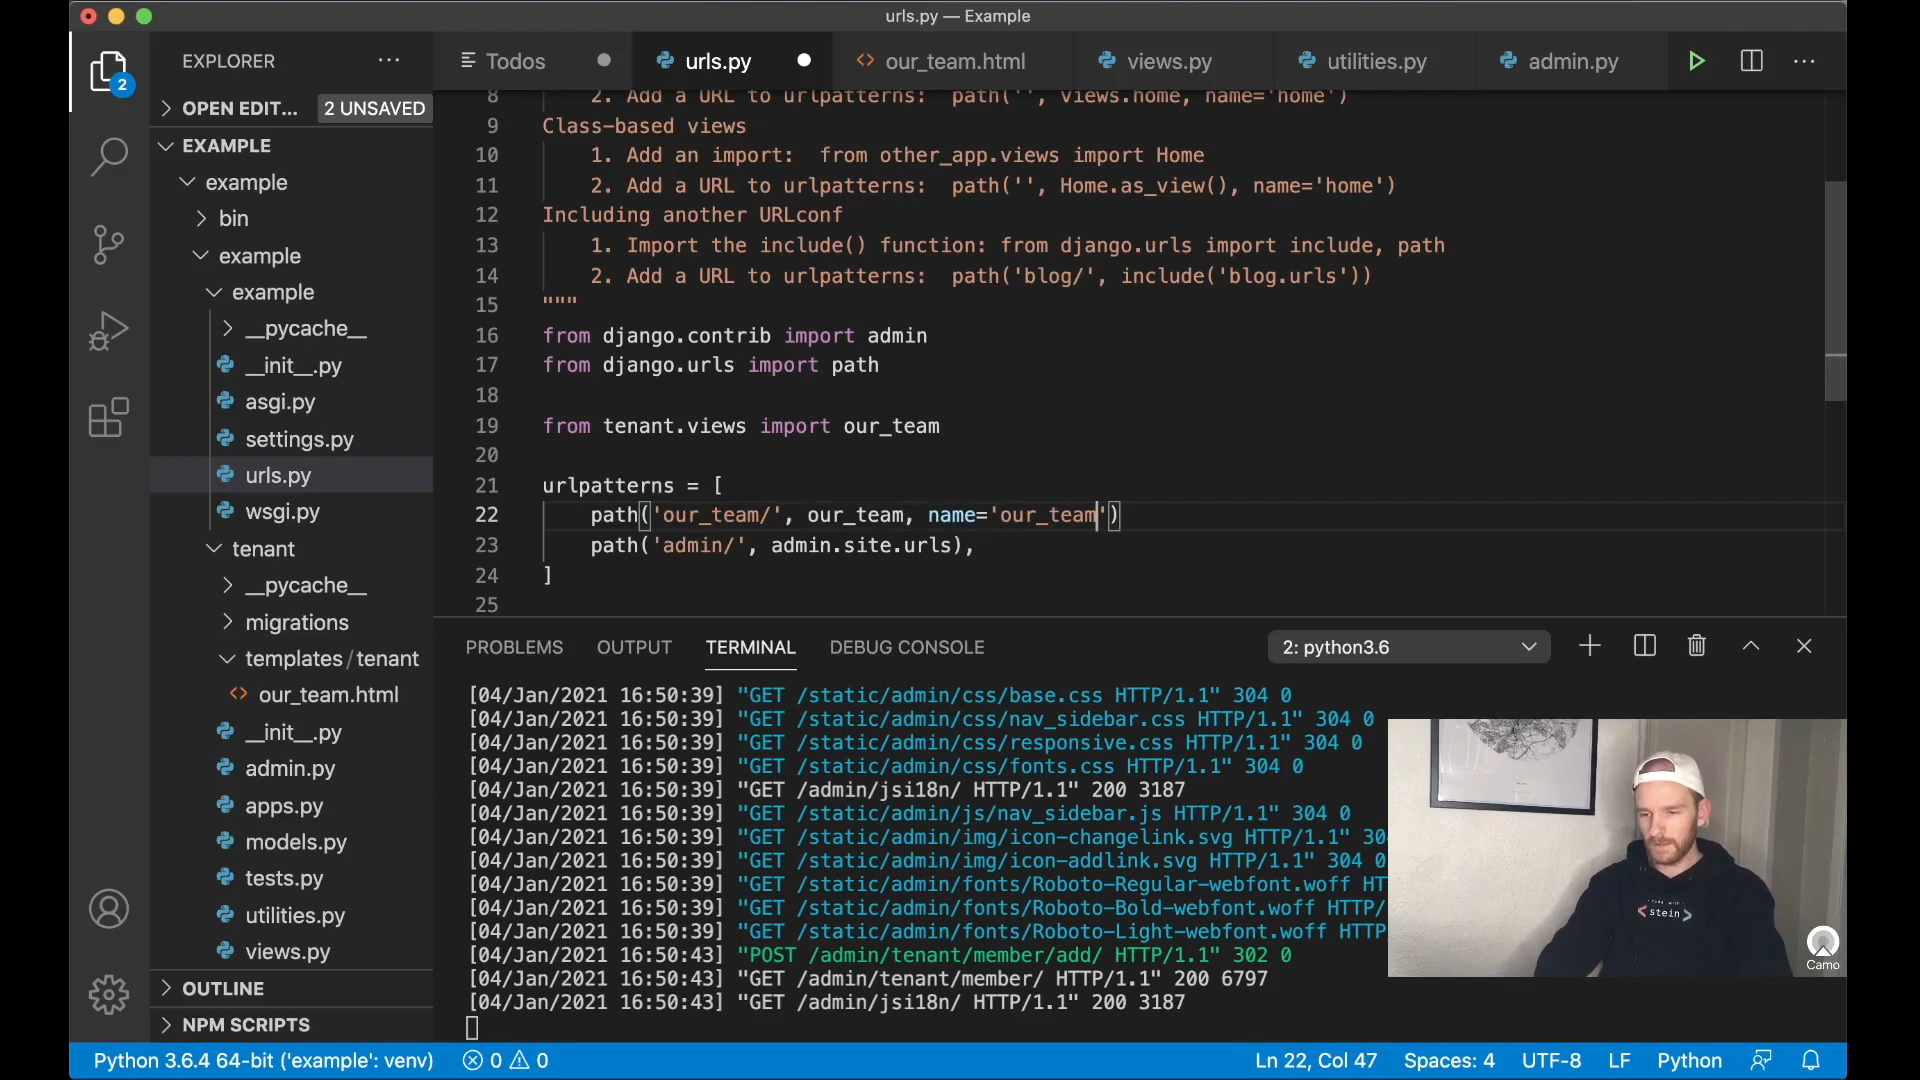 urls.py — Example
EXPLORER
Todos
urls.py
our_team.html
views.py
utilities.py
admin.py
2
OPEN EDIT... 2 UNSAVED
EXAMPLE
example
bin
example
example
__pycache__
__init__.py
asgi.py
settings.py
urls.py
wsgi.py
tenant
__pycache__
migrations
templates/tenant
our_team.html
__init__.py
admin.py
apps.py
models.py
tests.py
utilities.py
views.py
OUTLINE
NPM SCRIPTS
8 2. Add a URL to urlpatterns:  path('', views.home, name='home')
9 Class-based views
10 1. Add an import:  from other_app.views import Home
11 2. Add a URL to urlpatterns:  path('', Home.as_view(), name='home')
12 Including another URLconf
13 1. Import the include() function: from django.urls import include, path
14 2. Add a URL to urlpatterns:  path('blog/', include('blog.urls'))
15 """
16 from django.contrib import admin
17 from django.urls import path
18
19 from tenant.views import our_team
20
21 urlpatterns = [
22 path('our_team/', our_team, name='our_team')
23 path('admin/', admin.site.urls),
24 ]
25
PROBLEMS OUTPUT TERMINAL DEBUG CONSOLE
2: python3.6
[04/Jan/2021 16:50:39] "GET /static/admin/css/base.css HTTP/1.1" 304 0
[04/Jan/2021 16:50:39] "GET /static/admin/css/nav_sidebar.css HTTP/1.1" 304 0
[04/Jan/2021 16:50:39] "GET /static/admin/css/responsive.css HTTP/1.1" 304 0
[04/Jan/2021 16:50:39] "GET /static/admin/css/fonts.css HTTP/1.1" 304 0
[04/Jan/2021 16:50:39] "GET /admin/jsi18n/ HTTP/1.1" 200 3187
[04/Jan/2021 16:50:39] "GET /static/admin/js/nav_sidebar.js HTTP/1.1" 304 0
[04/Jan/2021 16:50:39] "GET /static/admin/img/icon-changelink.svg HTTP/1.1" 30
[04/Jan/2021 16:50:39] "GET /static/admin/img/icon-addlink.svg HTTP/1.1" 304 0
[04/Jan/2021 16:50:39] "GET /static/admin/fonts/Roboto-Regular-webfont.woff HT
[04/Jan/2021 16:50:39] "GET /static/admin/fonts/Roboto-Bold-webfont.woff HTTP/
[04/Jan/2021 16:50:39] "GET /static/admin/fonts/Roboto-Light-webfont.woff HTTP
[04/Jan/2021 16:50:43] "POST /admin/tenant/member/add/ HTTP/1.1" 302 0
[04/Jan/2021 16:50:43] "GET /admin/tenant/member/ HTTP/1.1" 200 6797
[04/Jan/2021 16:50:43] "GET /admin/jsi18n/ HTTP/1.1" 200 3187
<stein>
Camo
Python 3.6.4 64-bit ('example': venv) 0 0
Ln 22, Col 47 Spaces: 4 UTF-8 LF Python